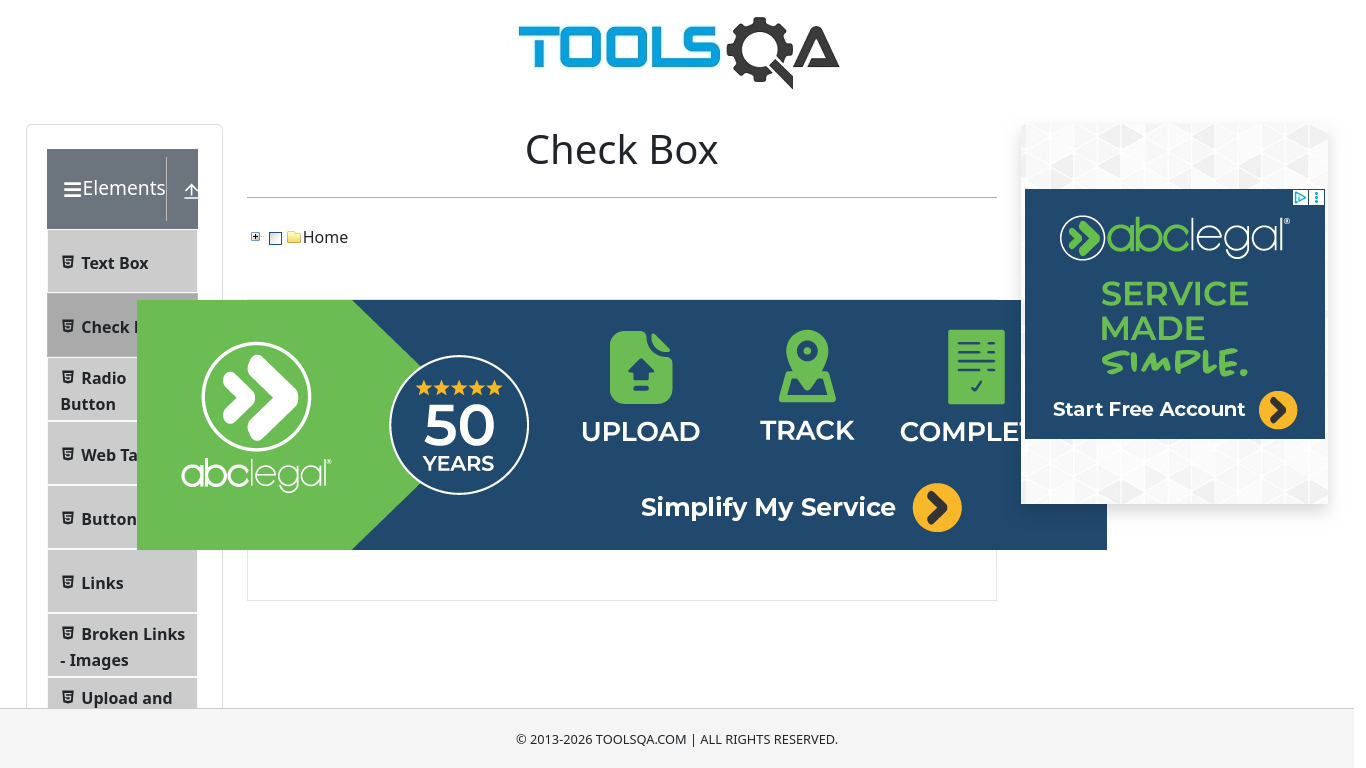 TOOLSQA
Check Box
Elements
Text Box
Check
Radio
Button
Web Ta
Button
Links
Broken Links
- Images
Upload and
Home
abclegal
50
YEARS
UPLOAD
TRACK
COMPLE
Simplify My Service
abclegal
SERVICE
MADE
SIMPLE.
Start Free Account
© 2013-2026 TOOLSQA.COM | ALL RIGHTS RESERVED.